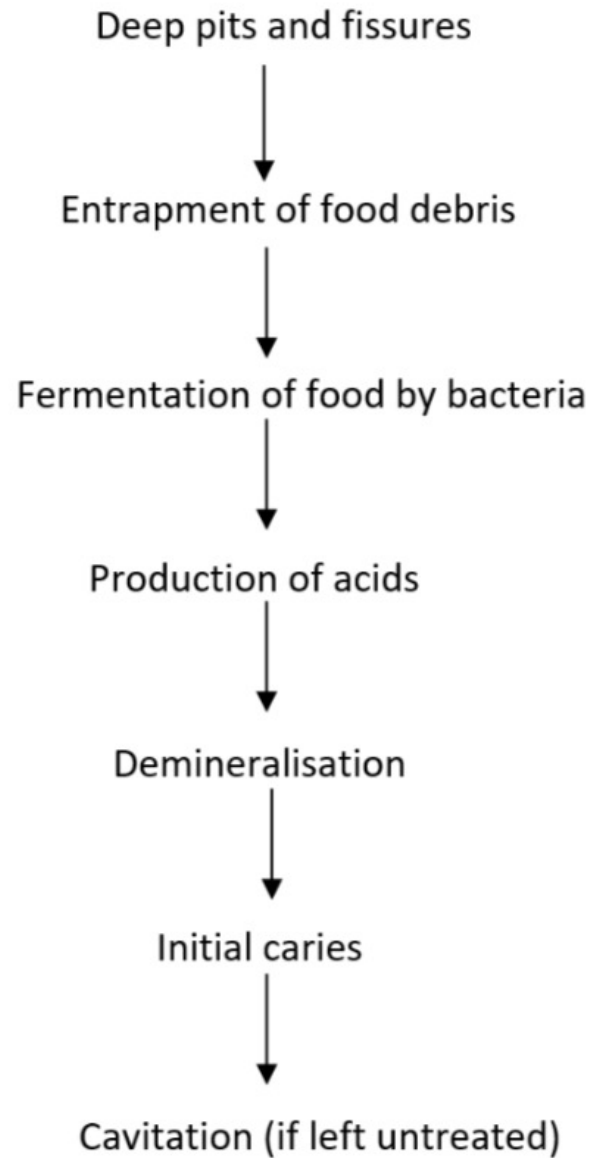 Deep pits and fissures
Entrapment of food debris
Fermentation of food by bacteria
Production of acids
Demineralisation
Initial caries
Cavitation (if left untreated)